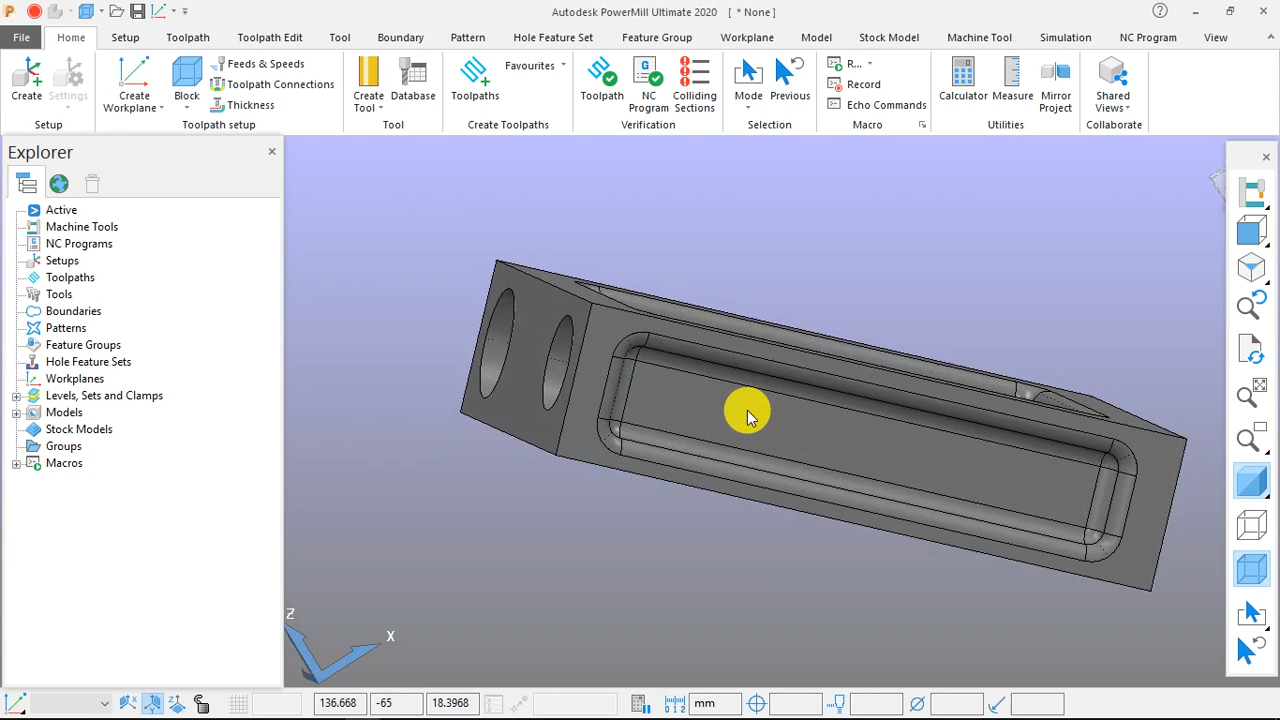 Autodesk PowerMill Ultimate 2020 [ * None ]
File Home Setup Toolpath Toolpath Edit Tool Boundary Pattern Hole Feature Set Feature Group Workplane Model Stock Model Machine Tool Simulation NC Program View
Create
Settings
Setup
Create
Workplane
Block
Feeds & Speeds
Toolpath Connections
Thickness
Toolpath setup
Create
Tool
Database
Tool
Toolpaths
Favourites
Create Toolpaths
Toolpath
NC
Program
Colliding
Sections
Verification
Mode
Previous
Selection
R...
Record
Echo Commands
Macro
Calculator
Measure
Mirror
Project
Utilities
Shared
Views
Collaborate
Explorer
Active
Machine Tools
NC Programs
Setups
Toolpaths
Tools
Boundaries
Patterns
Feature Groups
Hole Feature Sets
Workplanes
Levels, Sets and Clamps
Models
Stock Models
Groups
Macros
Z
X
136.668 -65 18.3968 mm